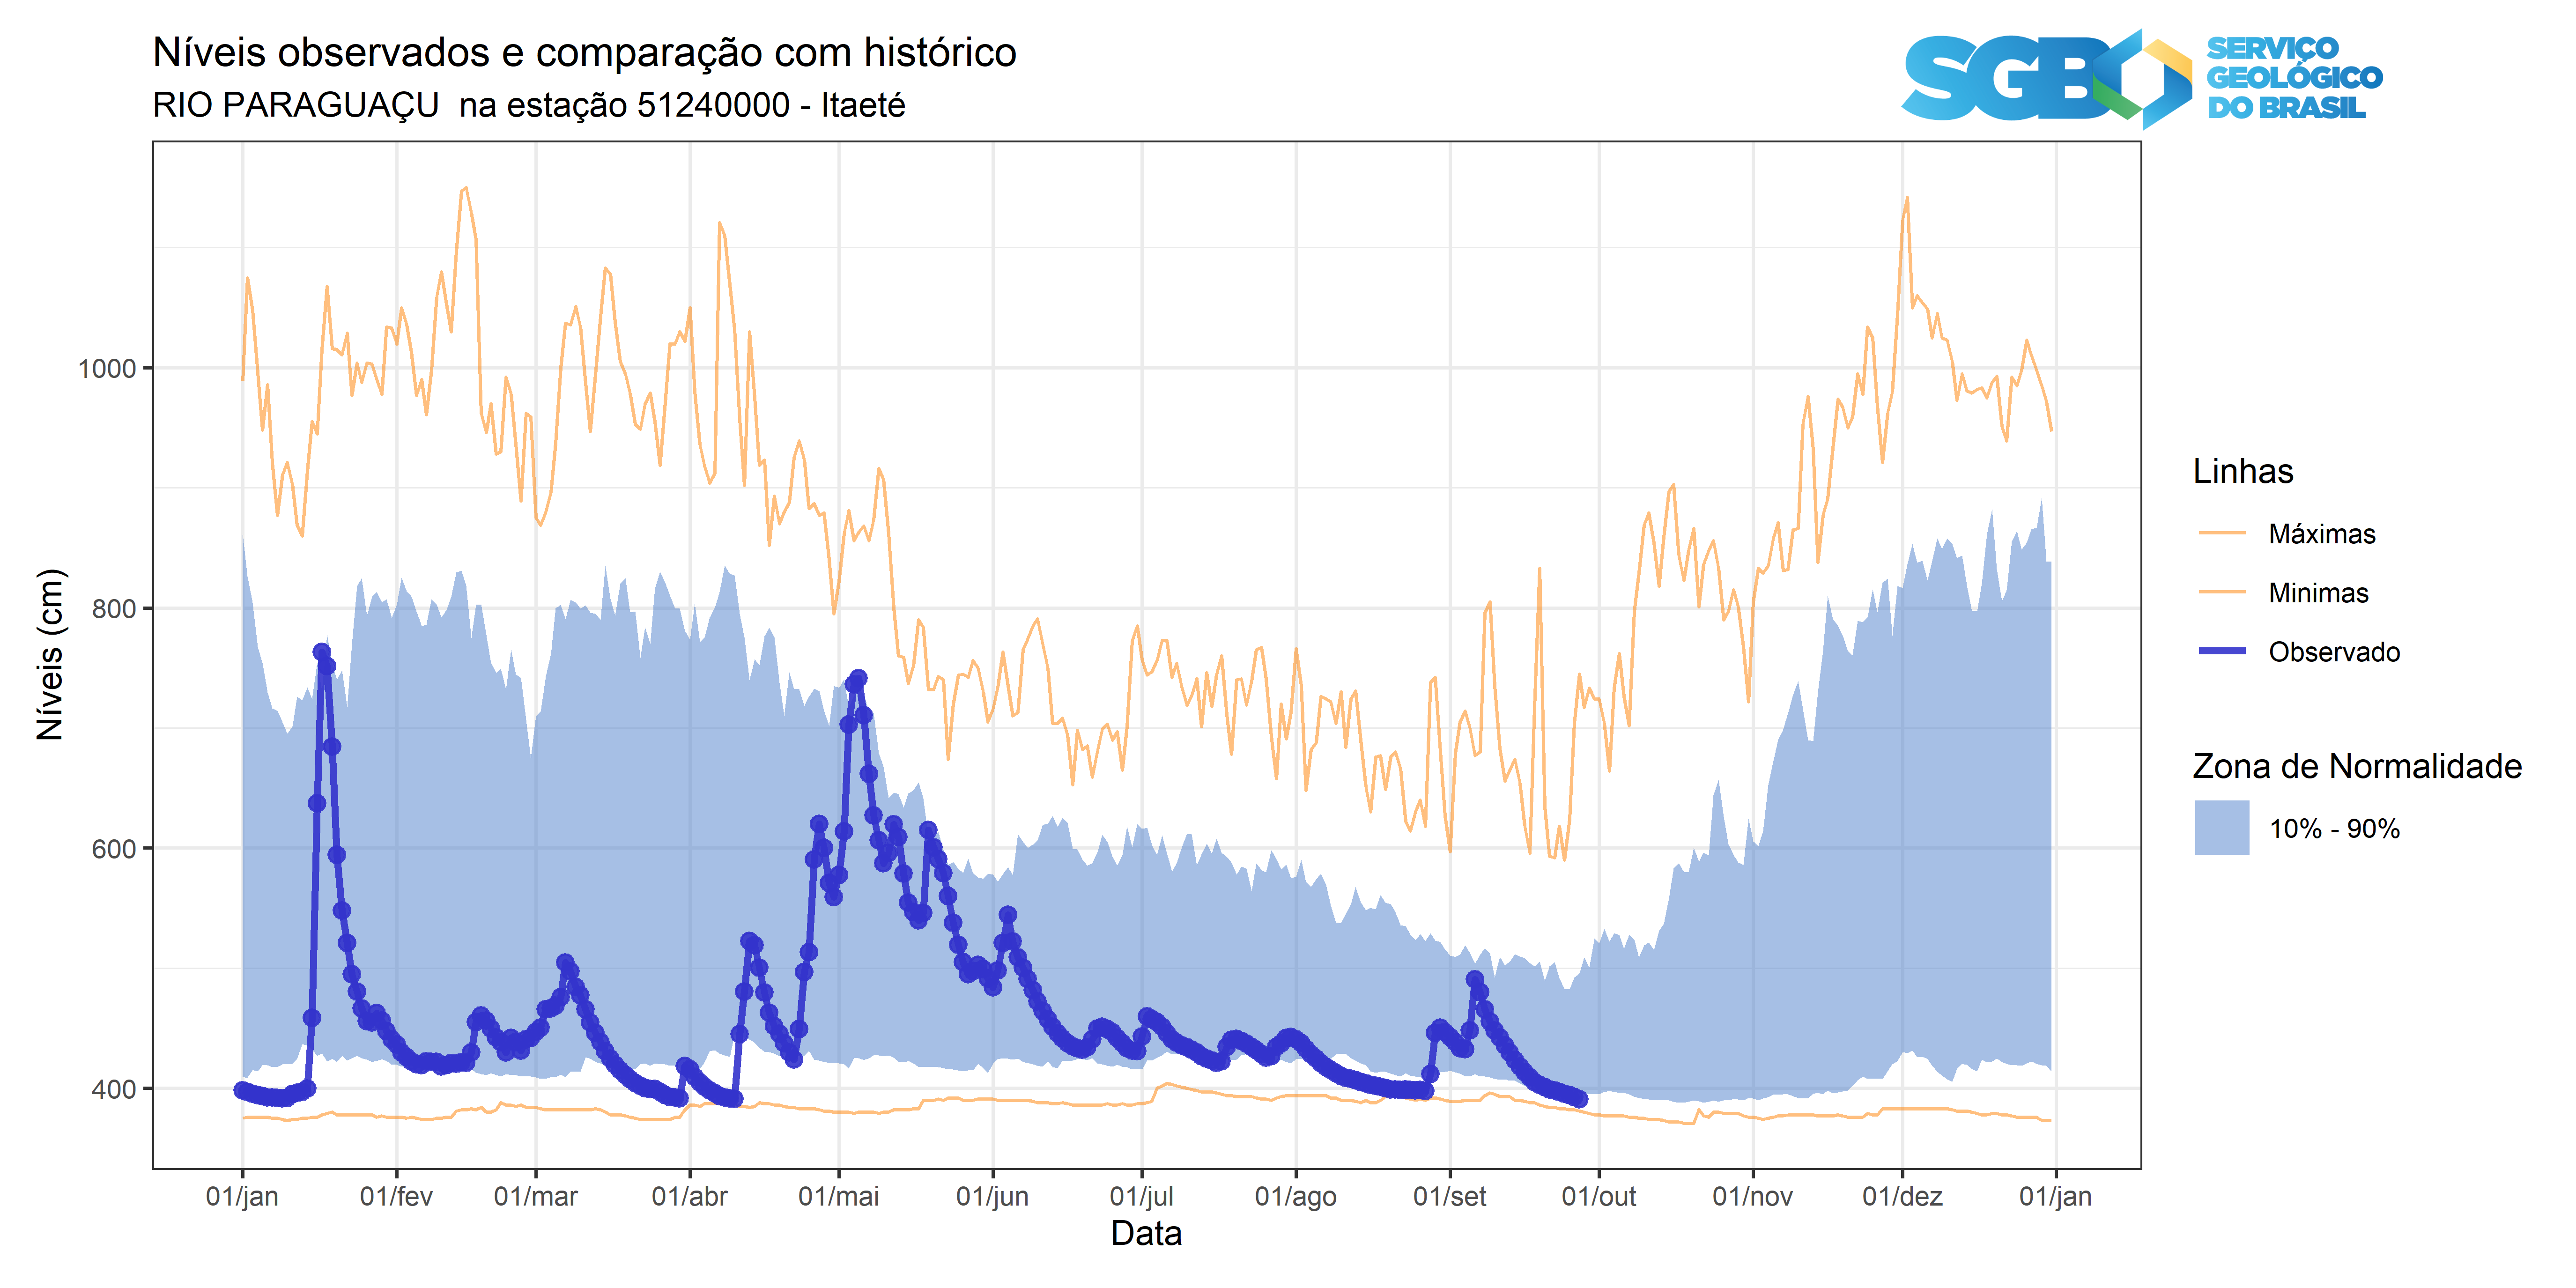 Níveis observados e comparação com histórico
RIO PARAGUAÇU  na estação 51240000 - Itaeté
SGB
SERVIÇO
GEOLÓGICO
DO BRASIL
Níveis (cm)
1000
800
600
400
01/jan
01/fev
01/mar
01/abr
01/mai
01/jun
01/jul
01/ago
01/set
01/out
01/nov
01/dez
01/jan
Data
Linhas
Máximas
Minimas
Observado
Zona de Normalidade
10% - 90%